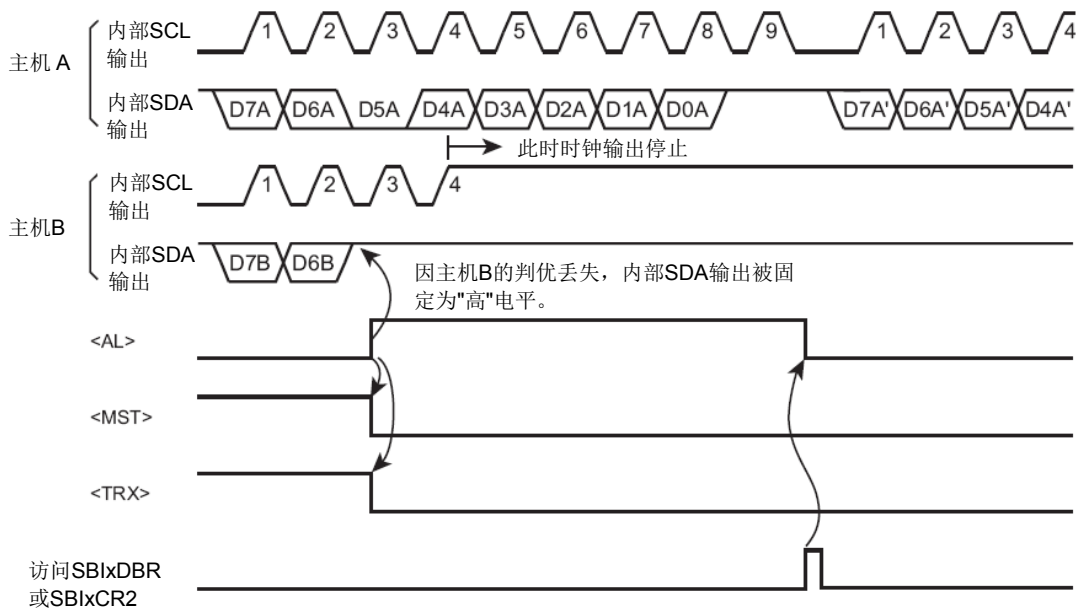 主机 A
内部SCL
输出
1 2 3 4 5 6 7 8 9 1 2 3 4
内部SDA
输出
D7A D6A D5A D4A D3A D2A D1A D0A D7A' D6A' D5A' D4A'
此时时钟输出停止
主机B
内部SCL
输出
1 2 3 4
内部SDA
输出
D7B D6B
因主机B的判优丢失，内部SDA输出被固
定为"高"电平。
<AL>
<MST>
<TRX>
访问SBIxDBR
或SBIxCR2